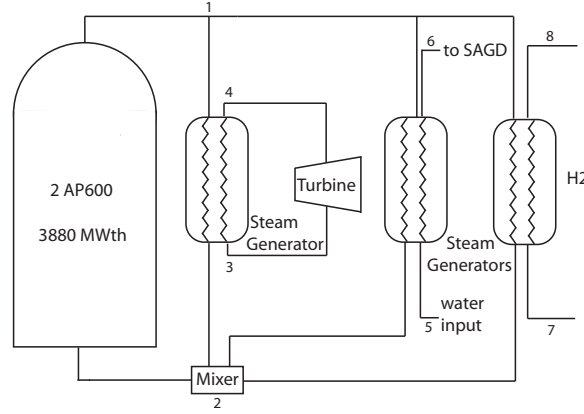 1
6
to SAGD
8
4
2 AP600
3880 MWth
Turbine
H2
Steam
Generator
Steam
Generators
3
water
input
5
7
Mixer
2